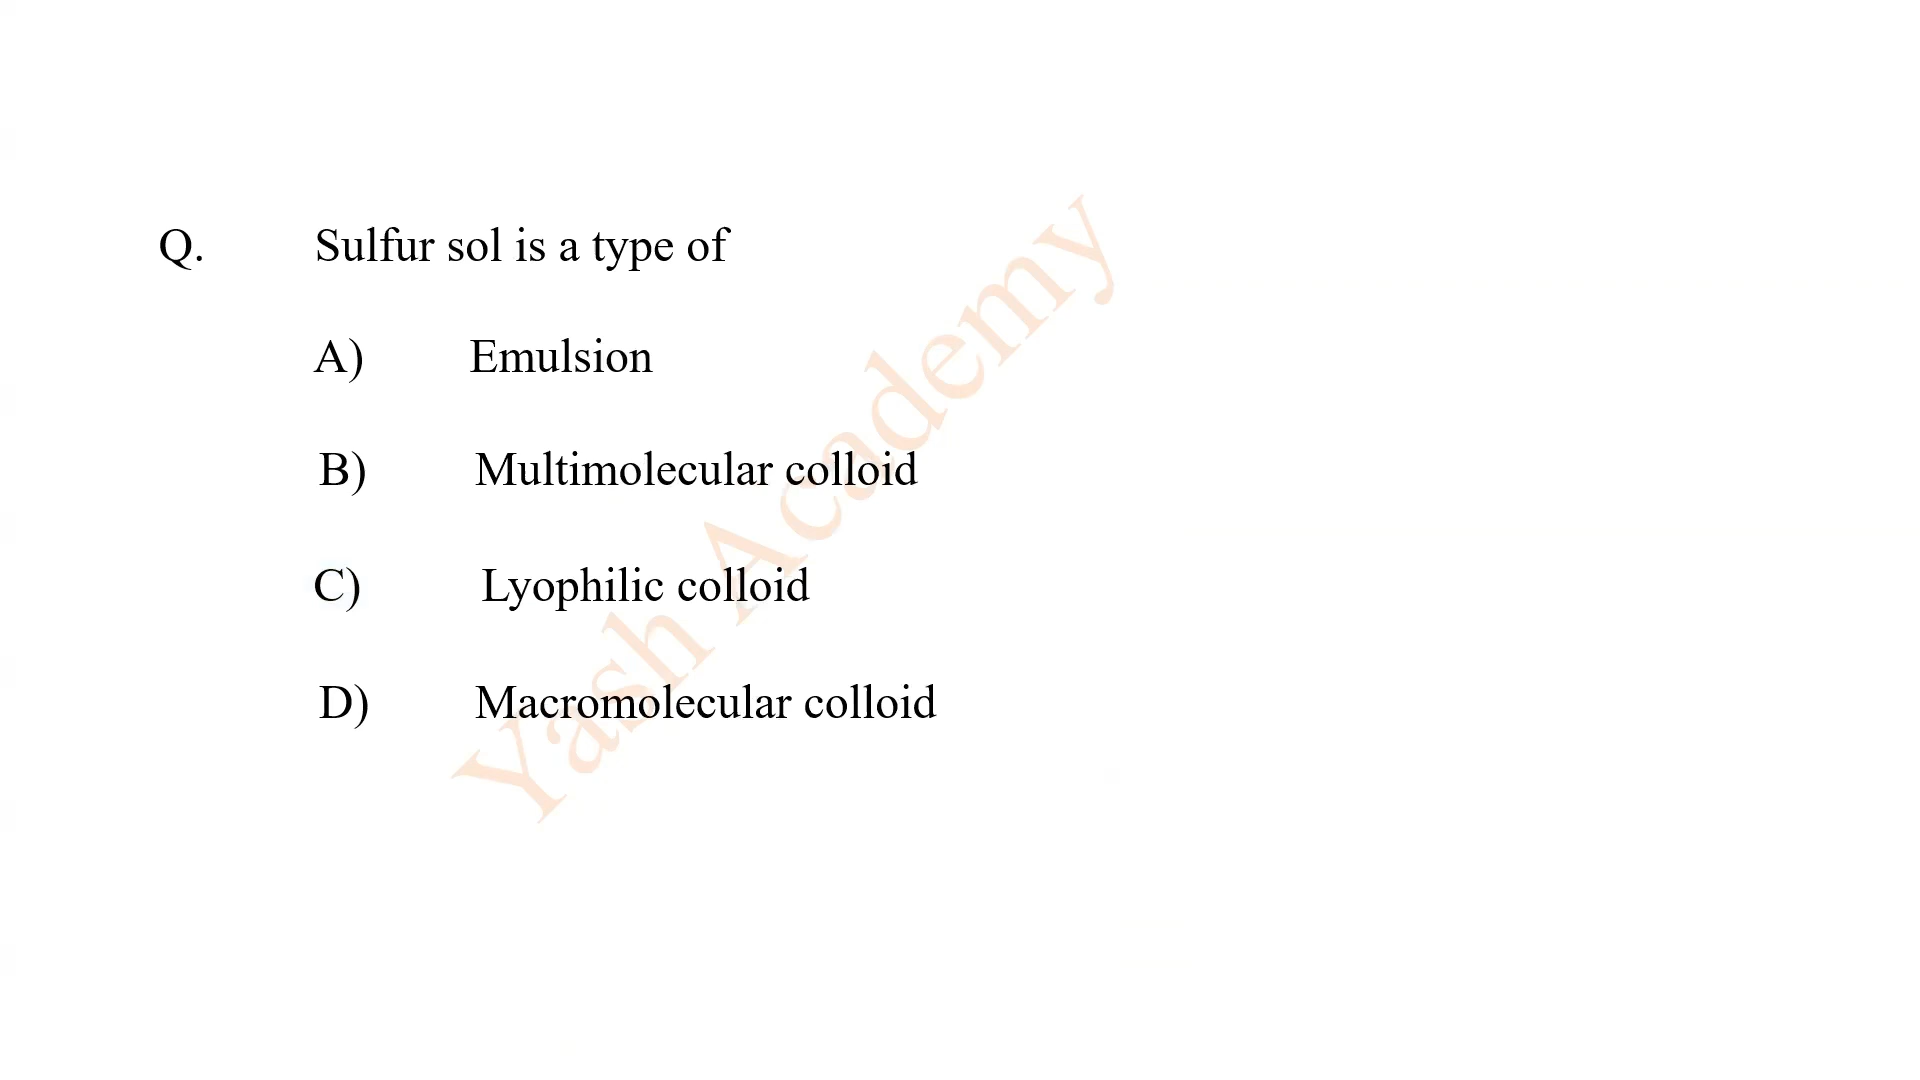 Q. Sulfur sol is a type of
A) Emulsion
B) Multimolecular colloid
C) Lyophilic colloid
D) Macromolecular colloid
Yash Academy